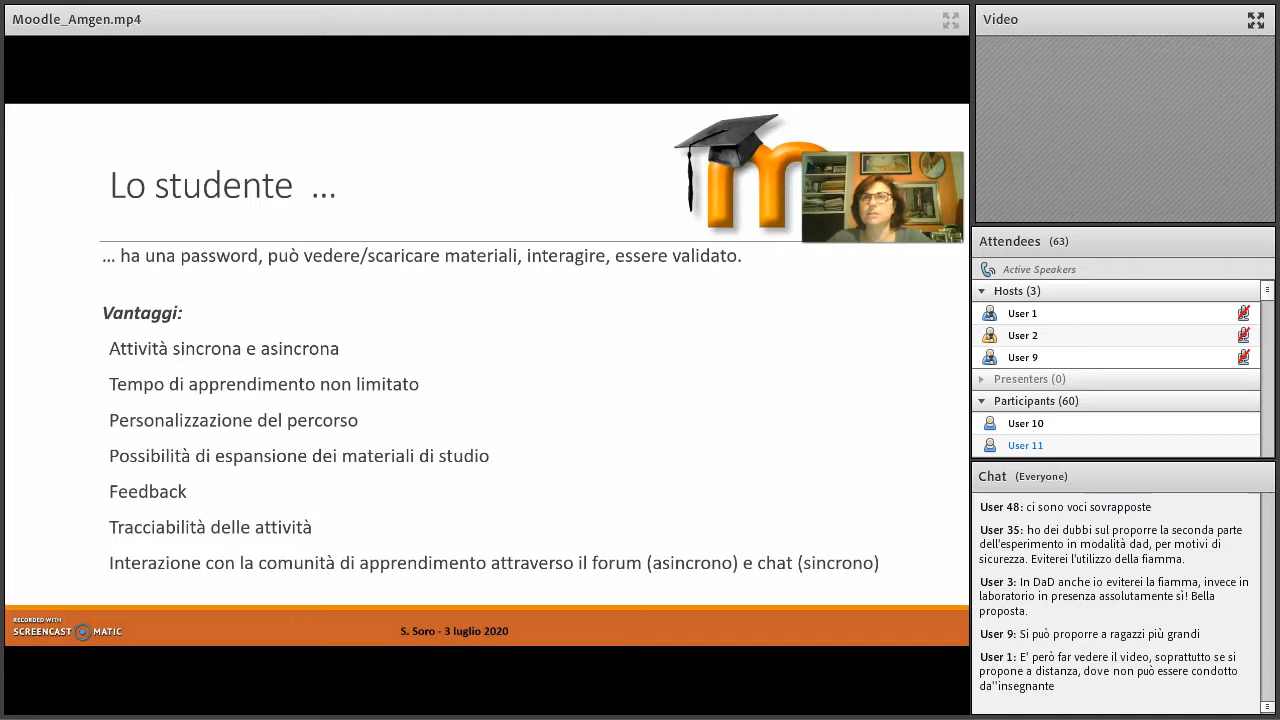 Moodle_Amgen.mp4
Lo studente ...
... ha una password, può vedere/scaricare materiali, interagire, essere validato.
Vantaggi:
Attività sincrona e asincrona
Tempo di apprendimento non limitato
Personalizzazione del percorso
Possibilità di espansione dei materiali di studio
Feedback
Tracciabilità delle attività
Interazione con la comunità di apprendimento attraverso il forum (asincrono) e chat (sincrono)
RECORDED WITH
SCREENCAST MATIC
S. Soro - 3 luglio 2020
Video
Attendees (63)
Active Speakers
Hosts (3)
User 1
User 2
User 9
Presenters (0)
Participants (60)
User 10
User 11
Chat (Everyone)
User 48: ci sono voci sovrapposte
User 35: ho dei dubbi sul proporre la seconda parte
dell'esperimento in modalità dad, per motivi di
sicurezza. Eviterei l'utilizzo della fiamma.
User 3: In DaD anche io eviterei la fiamma, invece in
laboratorio in presenza assolutamente sì! Bella
proposta.
User 9: Si può proporre a ragazzi più grandi
User 1: E' però far vedere il video, soprattutto se si
propone a distanza, dove non può essere condotto
da''insegnante